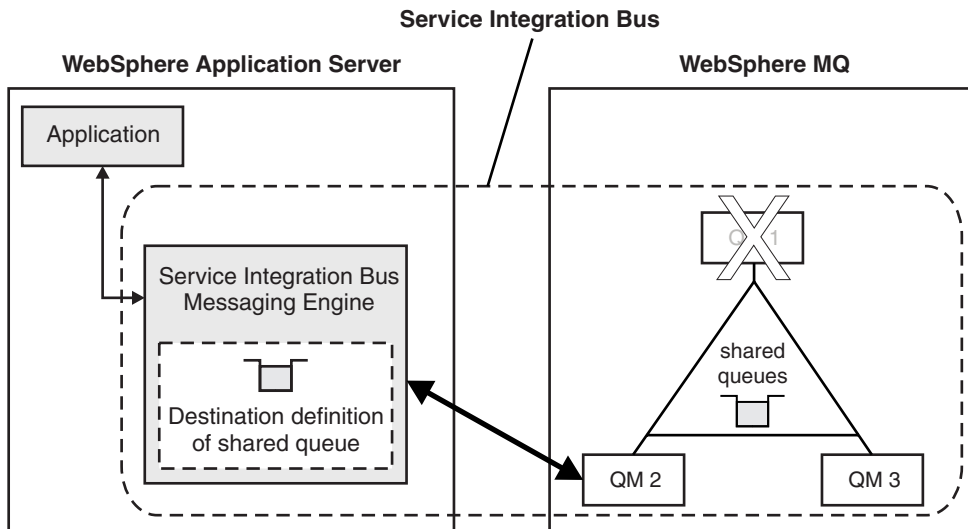 Service Integration Bus
WebSphere Application Server
WebSphere MQ
Application
Service Integration Bus
Messaging Engine
Destination definition
of shared queue
shared
queues
QM 2
QM 3